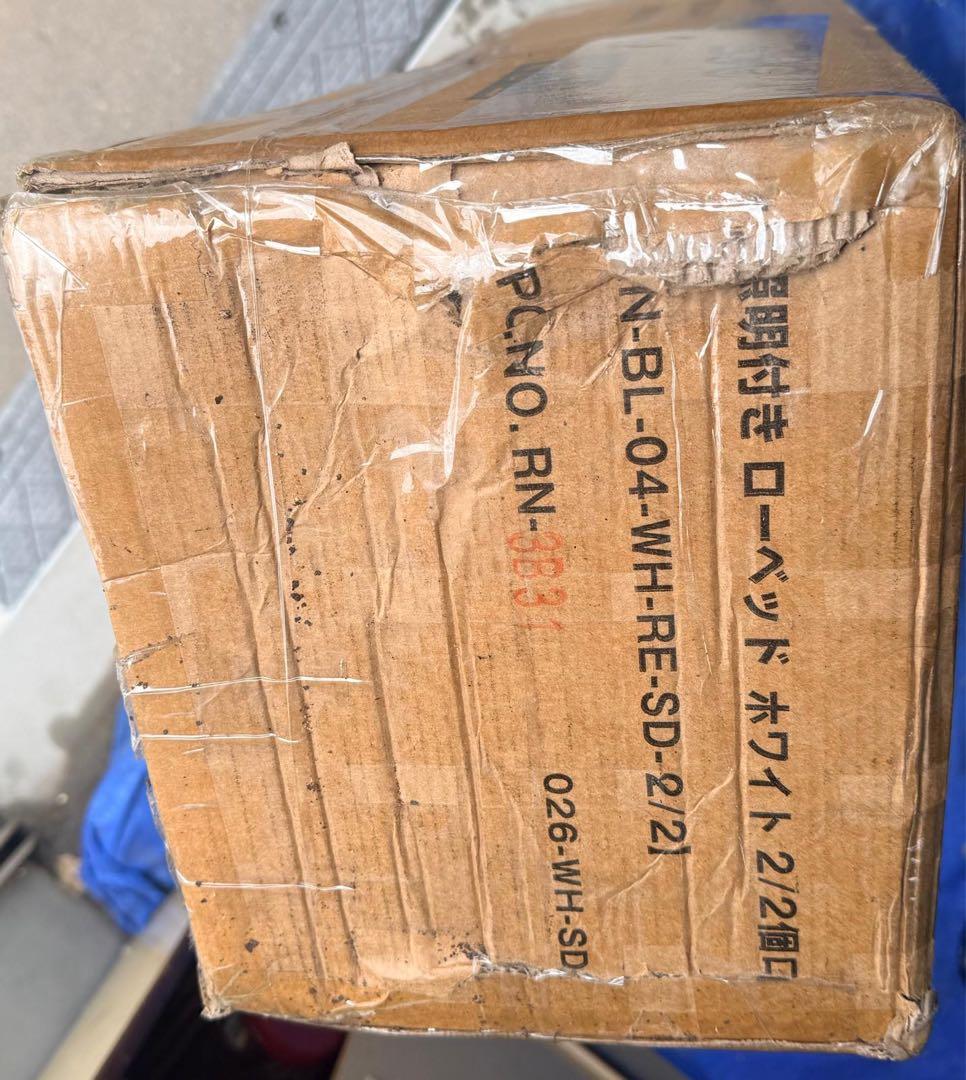 照明付き ローベッド ホワイト 2/2個口
N-BL-04-WH-RE-SD-2/2]
PC.NO. RN-3B31
026-WH-SD